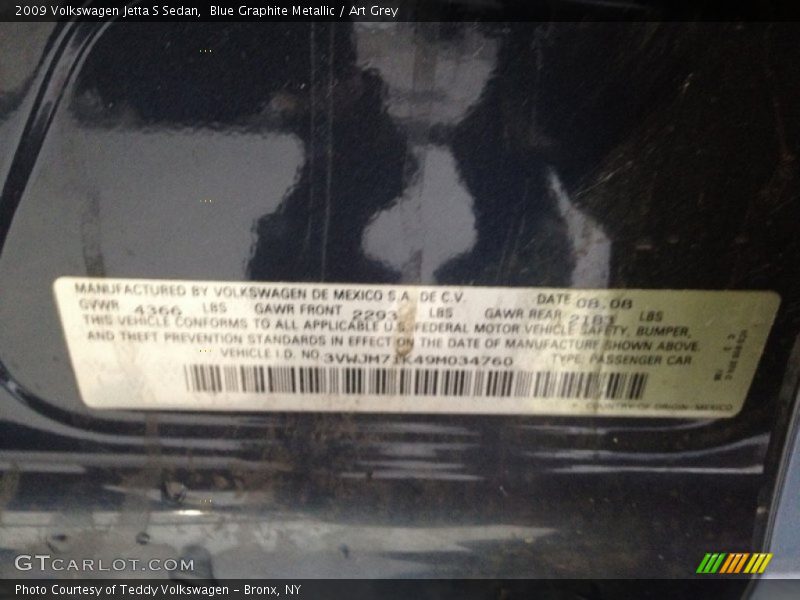 2009 Volkswagen Jetta S Sedan, Blue Graphite Metallic / Art Grey
MANUFACTURED BY VOLKSWAGEN DE MEXICO S.A. DE C.V. DATE 08.08
GVWR 4366 LBS GAWR FRONT 2293 LBS GAWR REAR 2183 LBS
THIS VEHICLE CONFORMS TO ALL APPLICABLE U.S. FEDERAL MOTOR VEHICLE SAFETY, BUMPER,
AND THEFT PREVENTION STANDARDS IN EFFECT ON THE DATE OF MANUFACTURE SHOWN ABOVE.
VEHICLE I.D. NO. 3VWJM71K49M034760 TYPE: PASSENGER CAR
COUNTRY OF ORIGIN: MEXICO
GTCARLOT.COM
Photo Courtesy of Teddy Volkswagen - Bronx, NY